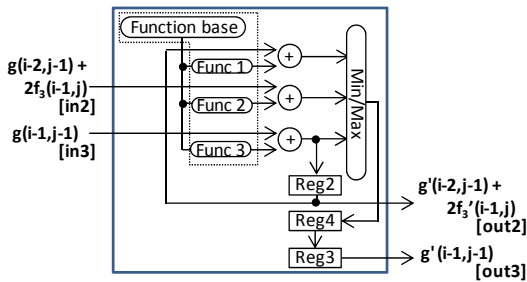 Function base
g(i-2,j-1) +
2f₃(i-1,j)
[in2]
Func 1
Func 2
g(i-1,j-1)
[in3]
Func 3
+
+
+
Min/Max
Reg2
g'(i-2,j-1) +
2f₃'(i-1,j)
[out2]
Reg4
Reg3
g'(i-1,j-1)
[out3]